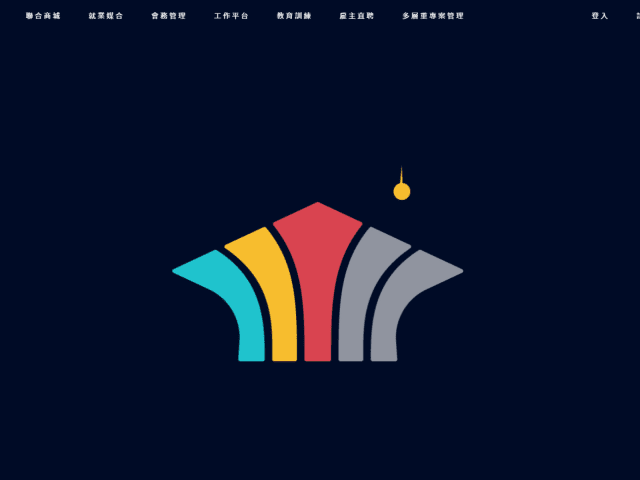 聯合商城 就業媒合 會務管理 工作平台 教育訓練 雇主直聘 多層重專案管理 登入